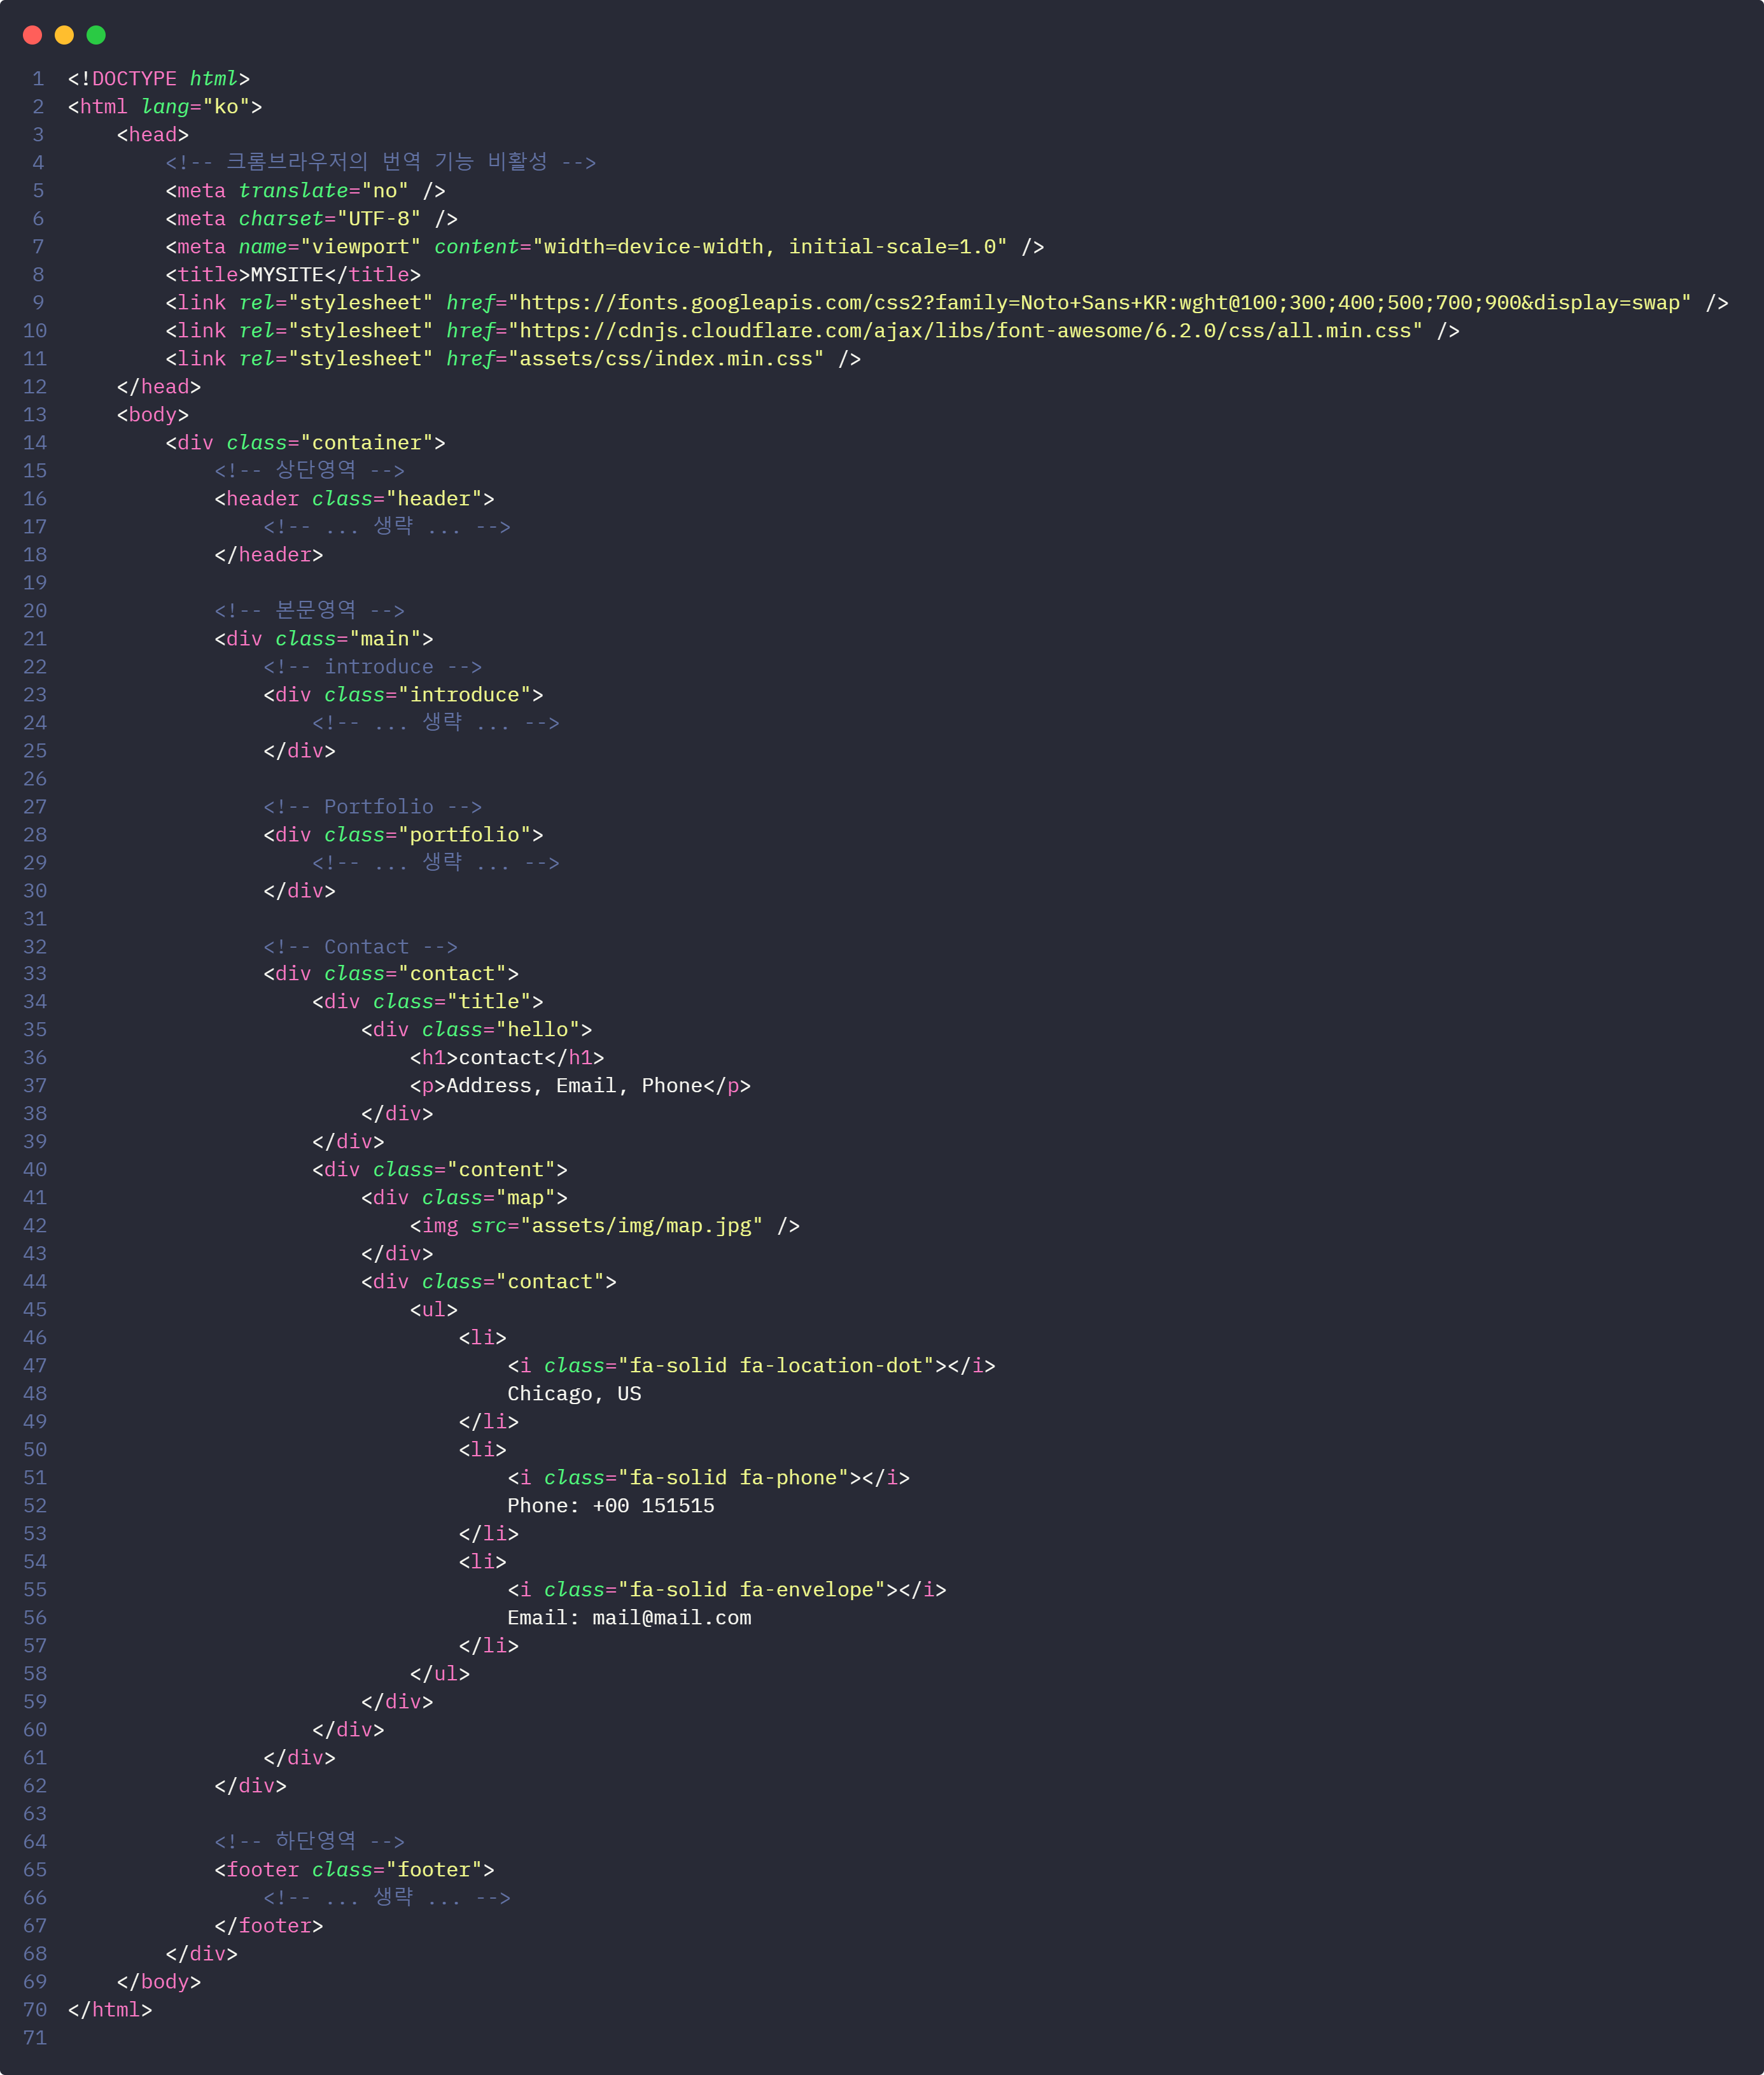 1 <!DOCTYPE html>
2 <html lang="ko">
3     <head>
4         <!-- 크롬브라우저의 번역 기능 비활성 -->
5         <meta translate="no" />
6         <meta charset="UTF-8" />
7         <meta name="viewport" content="width=device-width, initial-scale=1.0" />
8         <title>MYSITE</title>
9         <link rel="stylesheet" href="https://fonts.googleapis.com/css2?family=Noto+Sans+KR:wght@100;300;400;500;700;900&display=swap" />
10         <link rel="stylesheet" href="https://cdnjs.cloudflare.com/ajax/libs/font-awesome/6.2.0/css/all.min.css" />
11         <link rel="stylesheet" href="assets/css/index.min.css" />
12     </head>
13     <body>
14         <div class="container">
15             <!-- 상단영역 -->
16             <header class="header">
17                 <!-- ... 생략 ... -->
18             </header>
19
20             <!-- 본문영역 -->
21             <div class="main">
22                 <!-- introduce -->
23                 <div class="introduce">
24                     <!-- ... 생략 ... -->
25                 </div>
26
27                 <!-- Portfolio -->
28                 <div class="portfolio">
29                     <!-- ... 생략 ... -->
30                 </div>
31
32                 <!-- Contact -->
33                 <div class="contact">
34                     <div class="title">
35                         <div class="hello">
36                             <h1>contact</h1>
37                             <p>Address, Email, Phone</p>
38                         </div>
39                     </div>
40                     <div class="content">
41                         <div class="map">
42                             <img src="assets/img/map.jpg" />
43                         </div>
44                         <div class="contact">
45                             <ul>
46                                 <li>
47                                     <i class="fa-solid fa-location-dot"></i>
48                                     Chicago, US
49                                 </li>
50                                 <li>
51                                     <i class="fa-solid fa-phone"></i>
52                                     Phone: +00 151515
53                                 </li>
54                                 <li>
55                                     <i class="fa-solid fa-envelope"></i>
56                                     Email: mail@mail.com
57                                 </li>
58                             </ul>
59                         </div>
60                     </div>
61                 </div>
62             </div>
63
64             <!-- 하단영역 -->
65             <footer class="footer">
66                 <!-- ... 생략 ... -->
67             </footer>
68         </div>
69     </body>
70 </html>
71